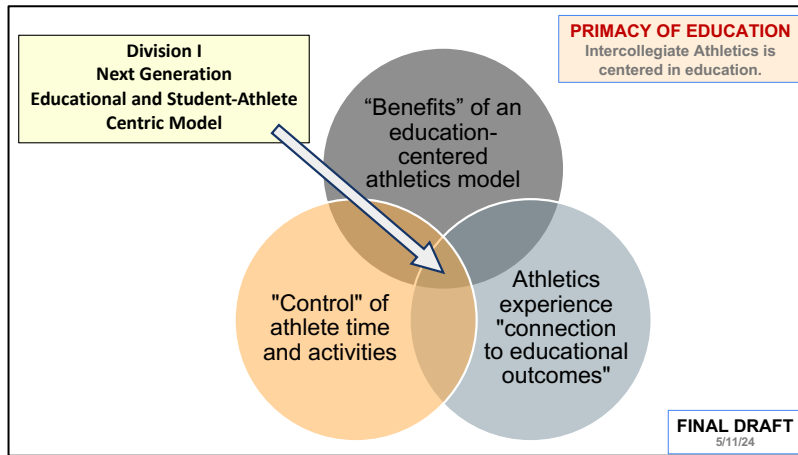 Division I
Next Generation
Educational and Student-Athlete
Centric Model
PRIMACY OF EDUCATION
Intercollegiate Athletics is
centered in education.
“Benefits” of an
education-
centered
athletics model
"Control" of
athlete time
and activities
Athletics
experience
"connection
to educational
outcomes"
FINAL DRAFT
5/11/24